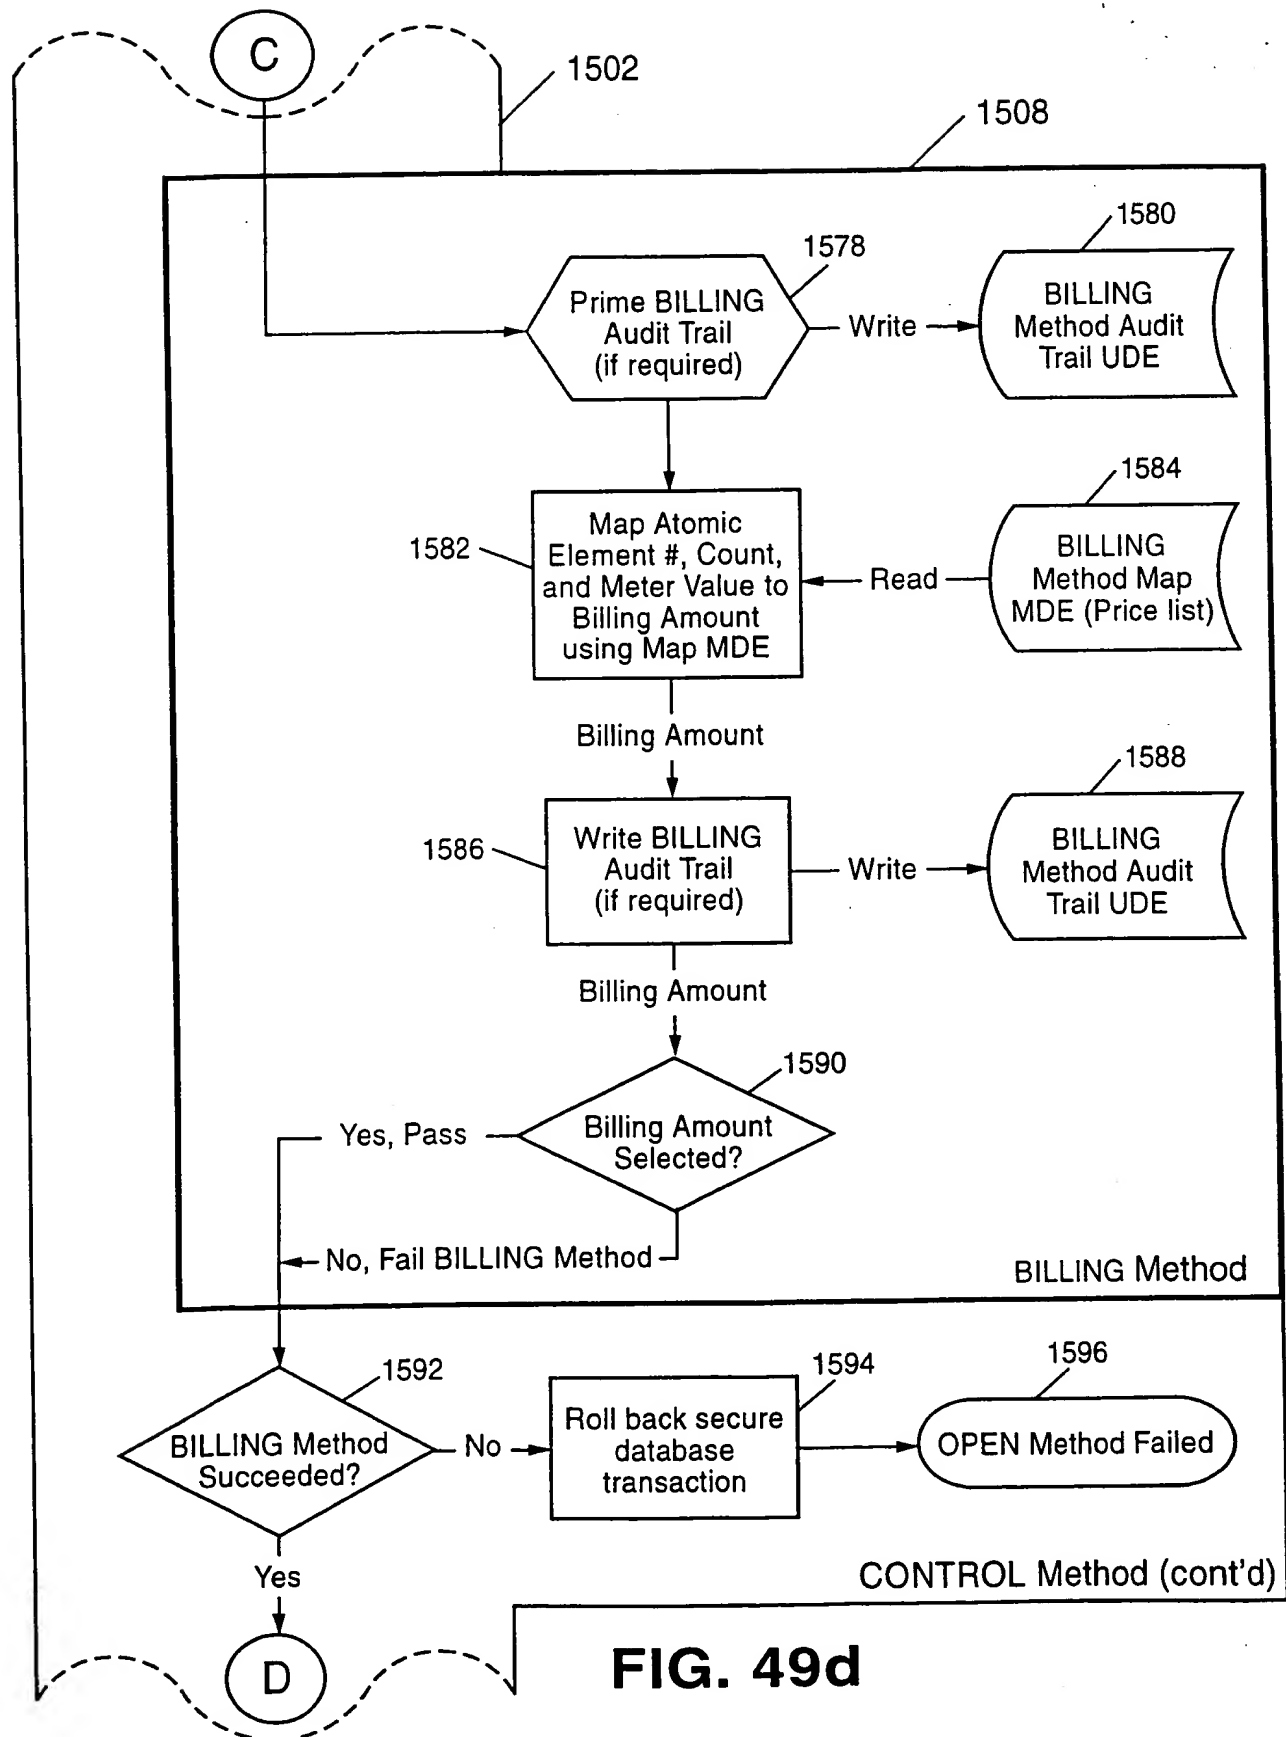 C
1502
1508
1578
1580
Prime BILLING
Audit Trail
(if required)
Write
BILLING
Method Audit
Trail UDE
1582
1584
Map Atomic
Element #, Count,
and Meter Value to
Billing Amount
using Map MDE
Read
BILLING
Method Map
MDE (Price list)
Billing Amount
1586
1588
Write BILLING
Audit Trail
(if required)
Write
BILLING
Method Audit
Trail UDE
Billing Amount
1590
Billing Amount
Selected?
Yes, Pass
No, Fail BILLING Method
BILLING Method
1592
BILLING Method
Succeeded?
No
1594
Roll back secure
database
transaction
1596
OPEN Method Failed
Yes
CONTROL Method (cont'd)
D
FIG. 49d